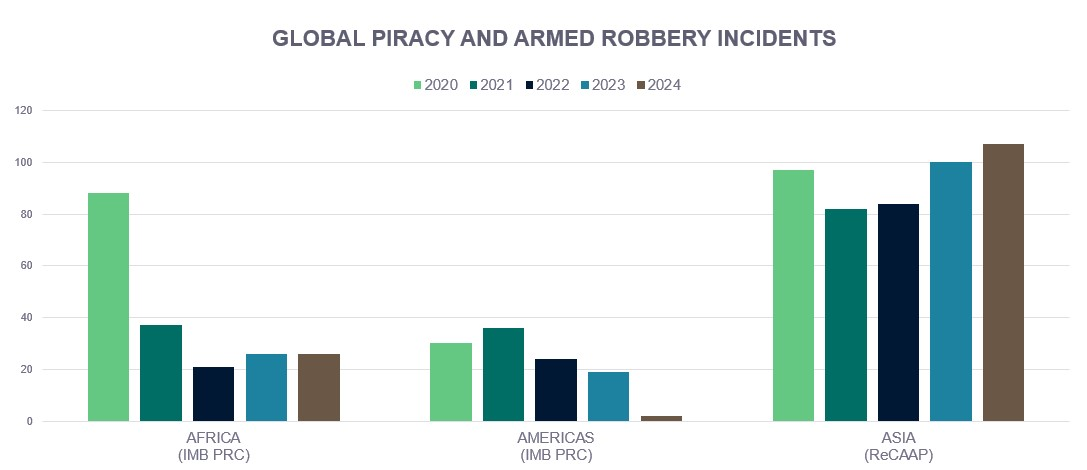 GLOBAL PIRACY AND ARMED ROBBERY INCIDENTS
2020 2021 2022 2023 2024
120
100
80
60
40
20
0
AFRICA AMERICAS ASIA
(IMB PRC) (IMB PRC) (ReCAAP)